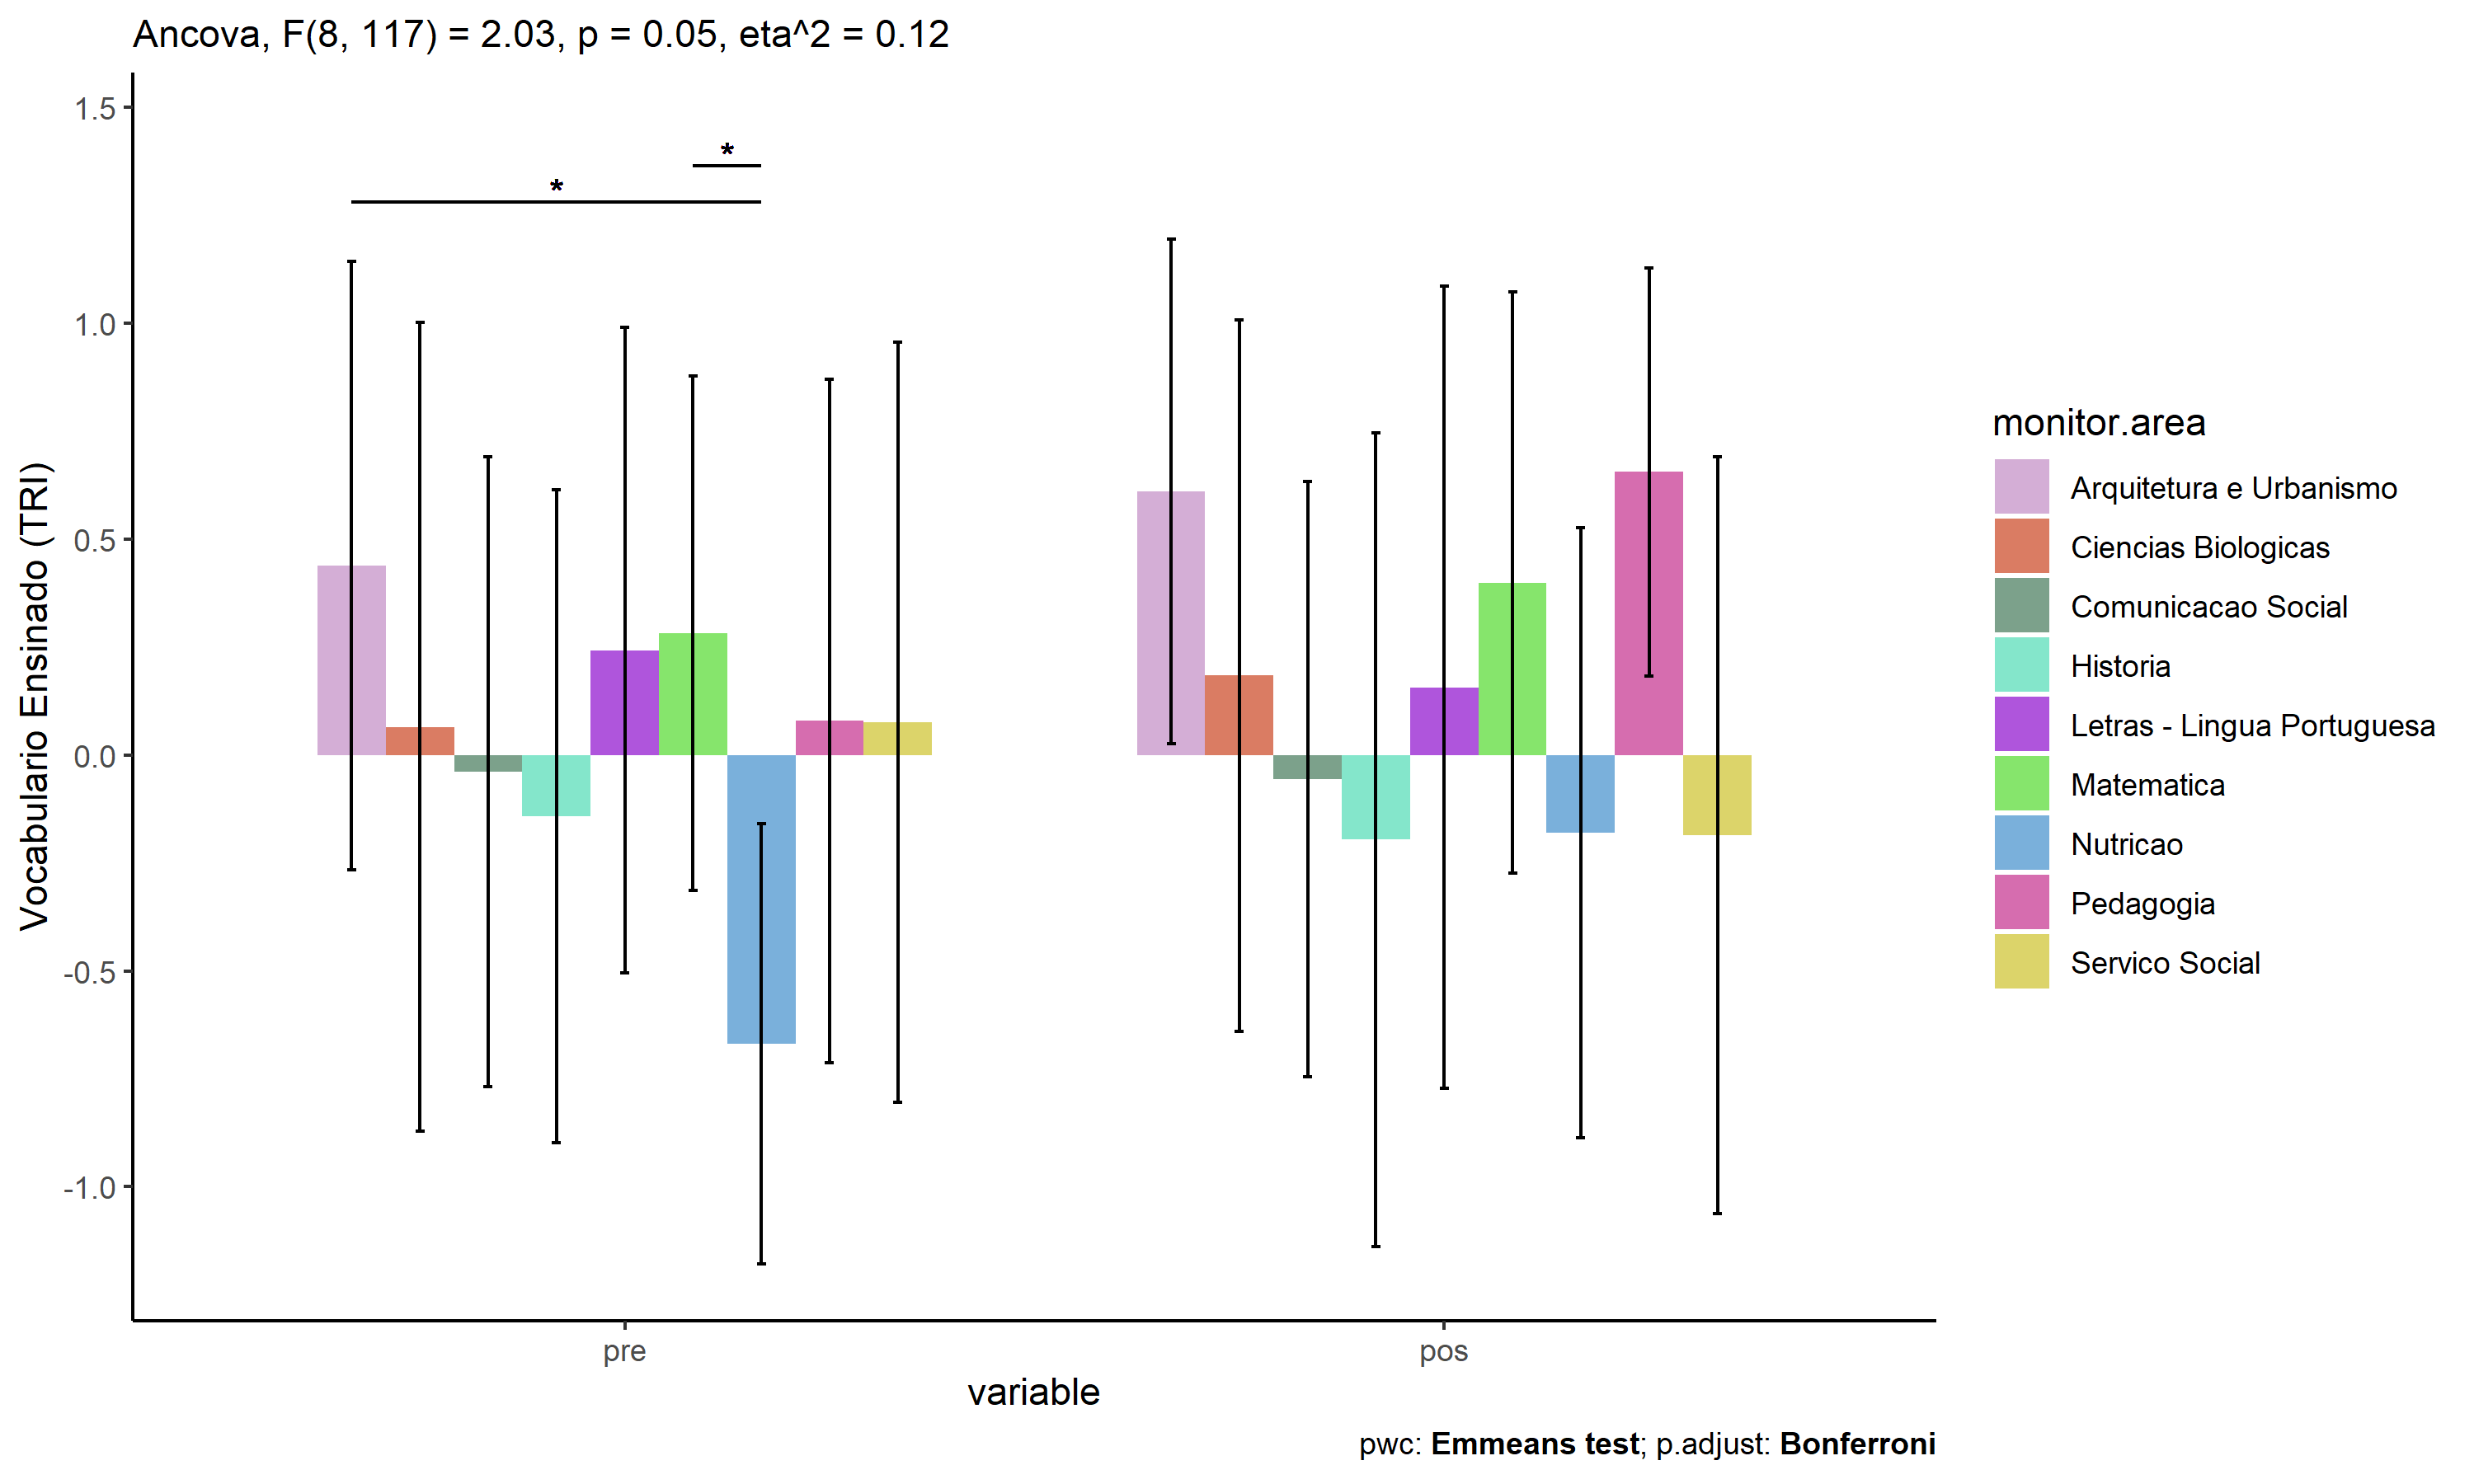 Ancova, F(8, 117) = 2.03, p = 0.05, eta^2 = 0.12
1.5
1.0
0.5
0.0
-0.5
-1.0
Vocabulario Ensinado (TRI)
*
*
pre
pos
variable
monitor.area
Arquitetura e Urbanismo
Ciencias Biologicas
Comunicacao Social
Historia
Letras - Lingua Portuguesa
Matematica
Nutricao
Pedagogia
Servico Social
pwc: Emmeans test; p.adjust: Bonferroni